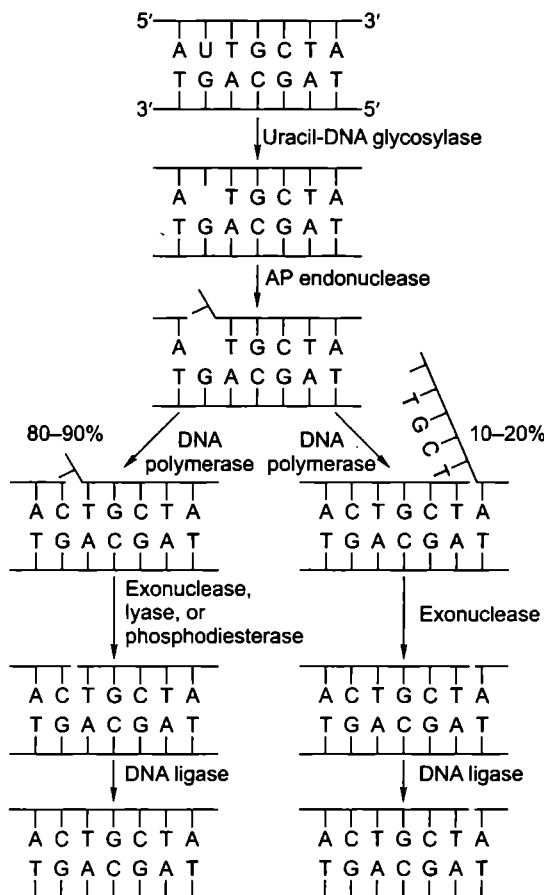 5′ 3′
A U T G C T A
T G A C G A T
3′ 5′
Uracil-DNA glycosylase
A T G C T A
T G A C G A T
AP endonuclease
A T G C T A
T G A C G A T
80–90% DNA polymerase DNA polymerase T G C T 10–20%
A C T G C T A A C T G C T A
T G A C G A T T G A C G A T
Exonuclease,
lyase, or
phosphodiesterase
Exonuclease
A C T G C T A A C T G C T A
T G A C G A T T G A C G A T
DNA ligase DNA ligase
A C T G C T A A C T G C T A
T G A C G A T T G A C G A T